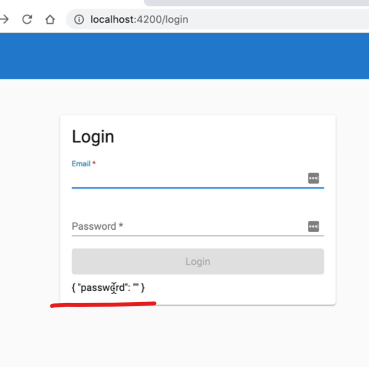 localhost:4200/login
Login
Email *
Password *
Login
{ "password": "" }